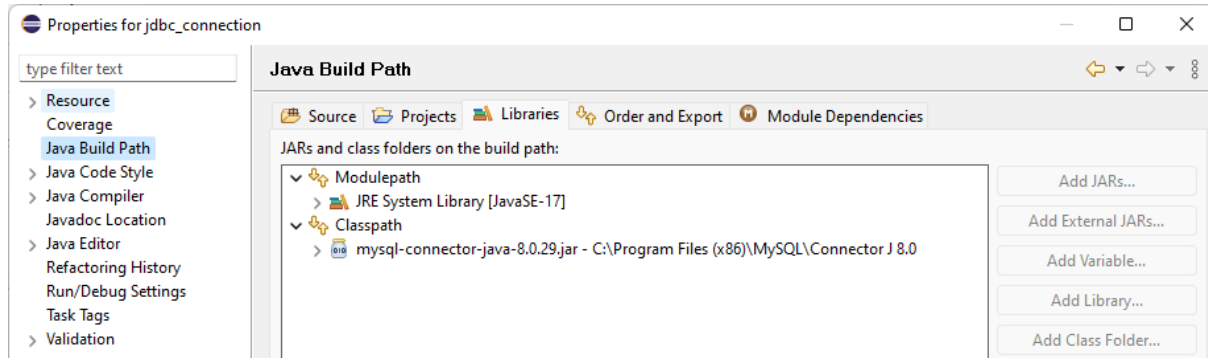 Properties for jdbc_connection
type filter text
Resource
Coverage
Java Build Path
Java Code Style
Java Compiler
Javadoc Location
Java Editor
Refactoring History
Run/Debug Settings
Task Tags
Validation
Java Build Path
Source Projects Libraries Order and Export Module Dependencies
JARs and class folders on the build path:
Modulepath
JRE System Library [JavaSE-17]
Classpath
mysql-connector-java-8.0.29.jar - C:\Program Files (x86)\MySQL\Connector J 8.0
Add JARs...
Add External JARs...
Add Variable...
Add Library...
Add Class Folder...